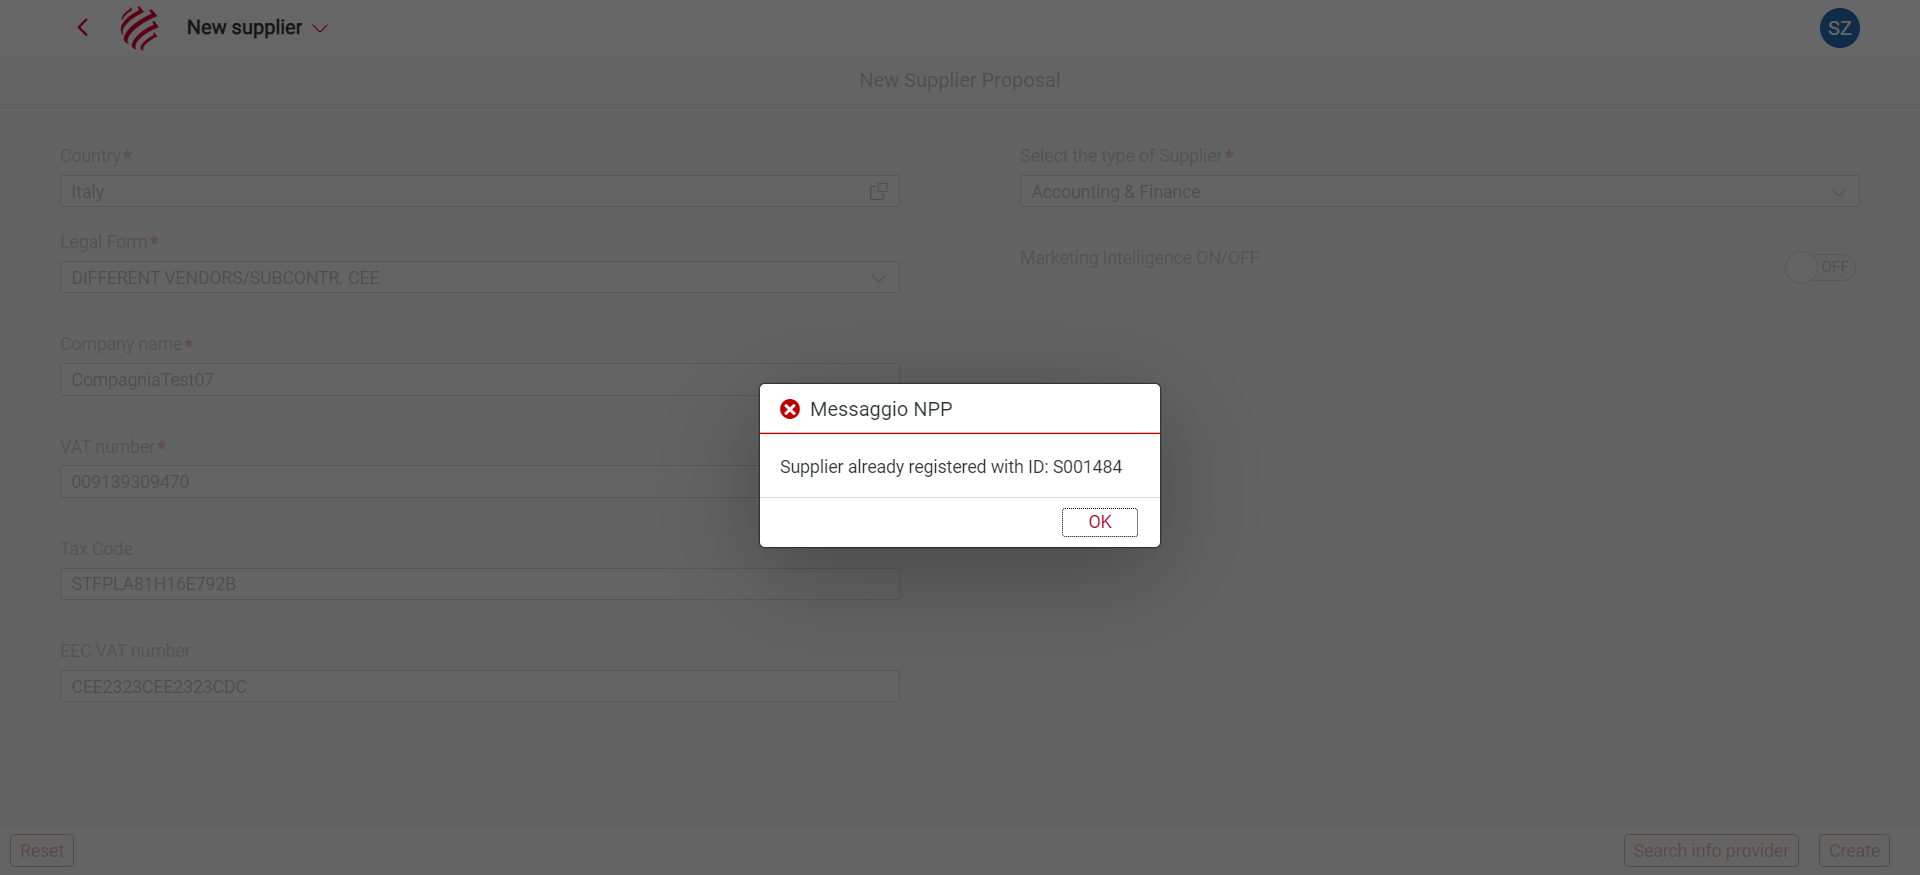 New supplier
SZ
New Supplier Proposal
Country*
Italy
Select the type of Supplier*
Accounting & Finance
Legal Form*
DIFFERENT VENDORS/SUBCONTR. CEE
Marketing Intelligence ON/OFF
OFF
Company name*
CompagniaTest07
VAT number*
009139309470
Tax Code
STFPLA81H16E792B
EEC VAT number
CEE2323CEE2323CDC
Messaggio NPP
Supplier already registered with ID: S001484
OK
Reset
Search info provider
Create